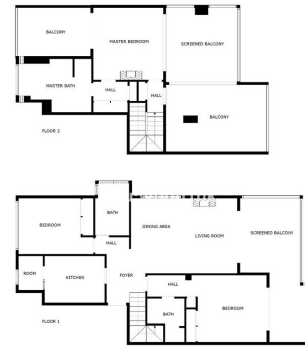 BALCONY
MASTER BEDROOM
SCREENED BALCONY
MASTER BATH
HALL
HALL
BALCONY
FLOOR 2
BATH
BEDROOM
DINING AREA
LIVING ROOM
SCREENED BALCONY
HALL
ROOM
KITCHEN
FOYER
HALL
BATH
BEDROOM
FLOOR 1